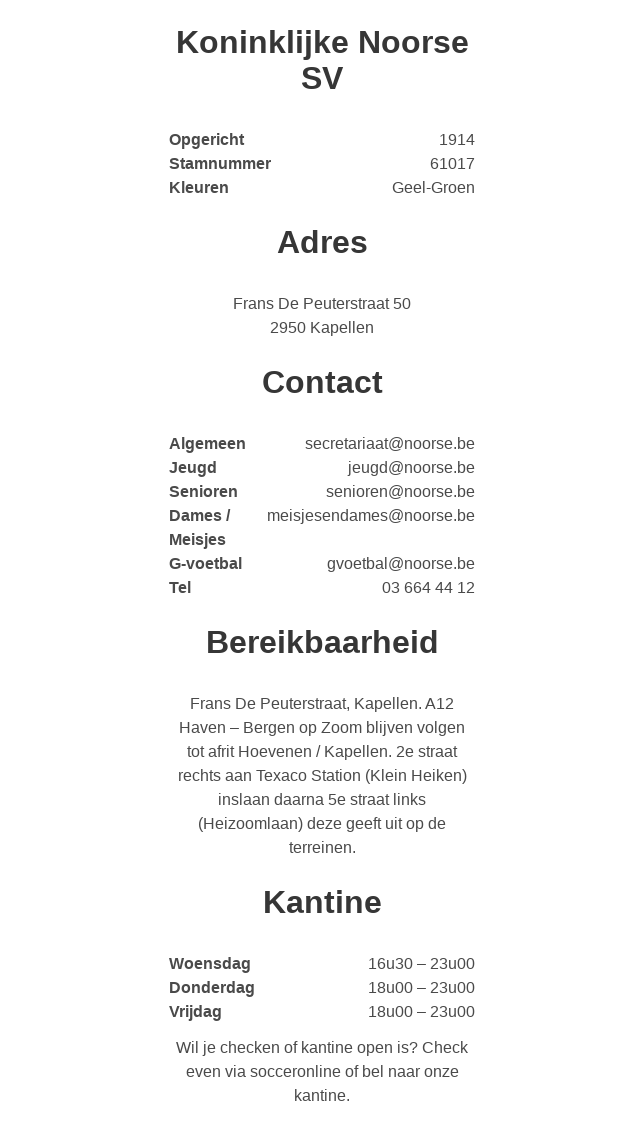 Koninklijke Noorse
SV
Opgericht 1914
Stamnummer 61017
Kleuren Geel-Groen
Adres
Frans De Peuterstraat 50
2950 Kapellen
Contact
Algemeen secretariaat@noorse.be
Jeugd jeugd@noorse.be
Senioren senioren@noorse.be
Dames / meisjesendames@noorse.be
Meisjes
G-voetbal gvoetbal@noorse.be
Tel 03 664 44 12
Bereikbaarheid
Frans De Peuterstraat, Kapellen. A12
Haven – Bergen op Zoom blijven volgen
tot afrit Hoevenen / Kapellen. 2e straat
rechts aan Texaco Station (Klein Heiken)
inslaan daarna 5e straat links
(Heizoomlaan) deze geeft uit op de
terreinen.
Kantine
Woensdag 16u30 – 23u00
Donderdag 18u00 – 23u00
Vrijdag 18u00 – 23u00
Wil je checken of kantine open is? Check
even via socceronline of bel naar onze
kantine.